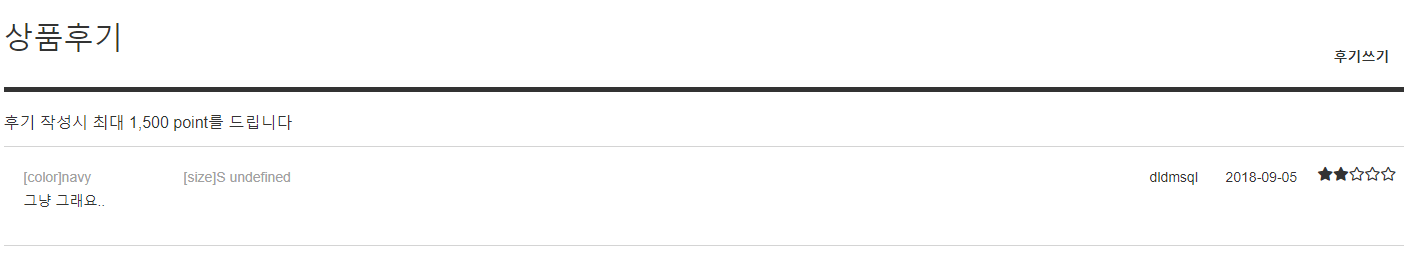 상품후기
후기쓰기
후기 작성시 최대 1,500 point를 드립니다
[color]navy [size]S undefined dldmsql 2018-09-05
그냥 그래요..